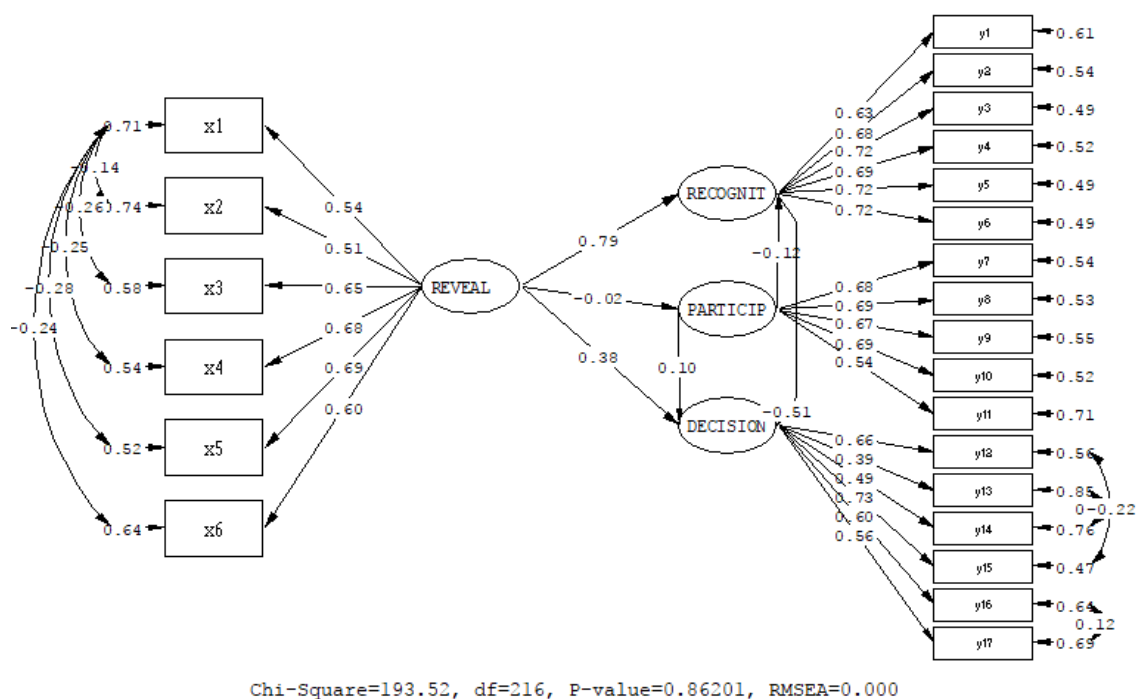 y1 0.61
y2 0.54
y3 0.49
y4 0.52
y5 0.49
y6 0.49
y7 0.54
y8 0.53
y9 0.55
y10 0.52
y11 0.71
y12 0.56
y13 0.85
y14 0.76
y15 0.47
y16 0.64
y17 0.69
-0.22
0.12
0.63
0.68
0.72
0.69
0.72
0.72
0.68
0.69
0.67
0.69
0.54
0.66
0.39
0.49
0.73
0.60
0.56
RECOGNIT
PARTICIP
DECISION
-0.12
0.10
-0.51
0.79
-0.02
0.38
REVEAL
0.54
0.51
0.65
0.68
0.69
0.60
0.71 x1
0.74 x2
0.58 x3
0.54 x4
0.52 x5
0.64 x6
-0.14
-0.26
-0.25
-0.28
-0.24
Chi-Square=193.52, df=216, P-value=0.86201, RMSEA=0.000